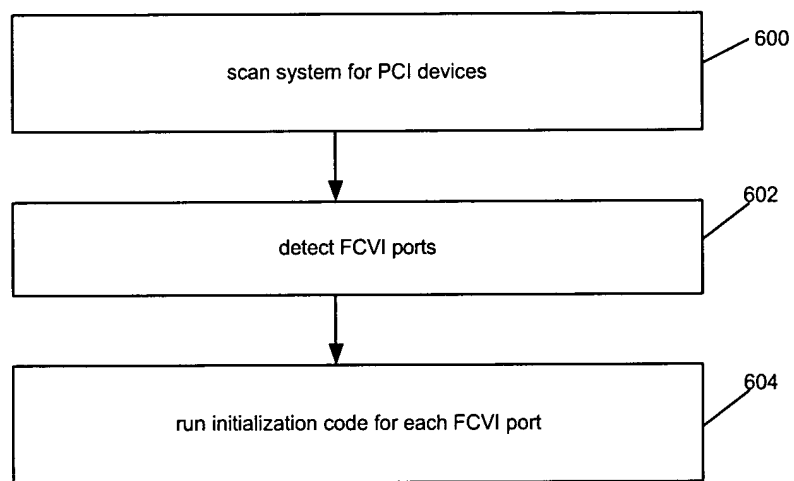 scan system for PCI devices
600
detect FCVI ports
602
run initialization code for each FCVI port
604